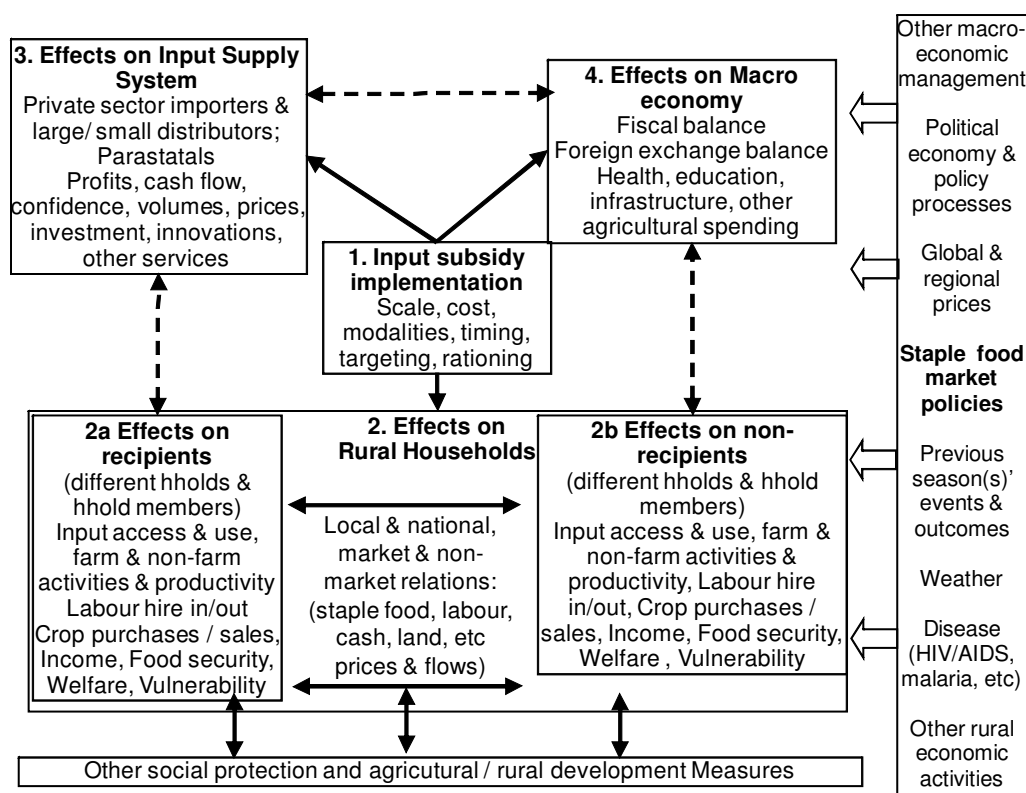 3. Effects on Input Supply
System
Private sector importers &
large/ small distributors;
Parastatals
Profits, cash flow,
confidence, volumes, prices,
investment, innovations,
other services
4. Effects on Macro
economy
Fiscal balance
Foreign exchange balance
Health, education,
infrastructure, other
agricultural spending
1. Input subsidy
implementation
Scale, cost,
modalities, timing,
targeting, rationing
2a Effects on
recipients
(different hholds &
hhold members)
Input access & use,
farm & non-farm
activities & productivity
Labour hire in/out
Crop purchases / sales,
Income, Food security,
Welfare, Vulnerability
2. Effects on
Rural Households
Local & national,
market & non-
market relations:
(staple food, labour,
cash, land, etc
prices & flows)
2b Effects on non-
recipients
(different hholds & hhold
members)
Input access & use, farm &
non-farm activities &
productivity, Labour hire
in/out, Crop purchases /
sales, Income, Food security,
Welfare , Vulnerability
Other social protection and agricutural / rural development Measures
Other macro-
economic
management
Political
economy &
policy
processes
Global &
regional
prices
Staple food
market
policies
Previous
season(s)’
events &
outcomes
Weather
Disease
(HIV/AIDS,
malaria, etc)
Other rural
economic
activities